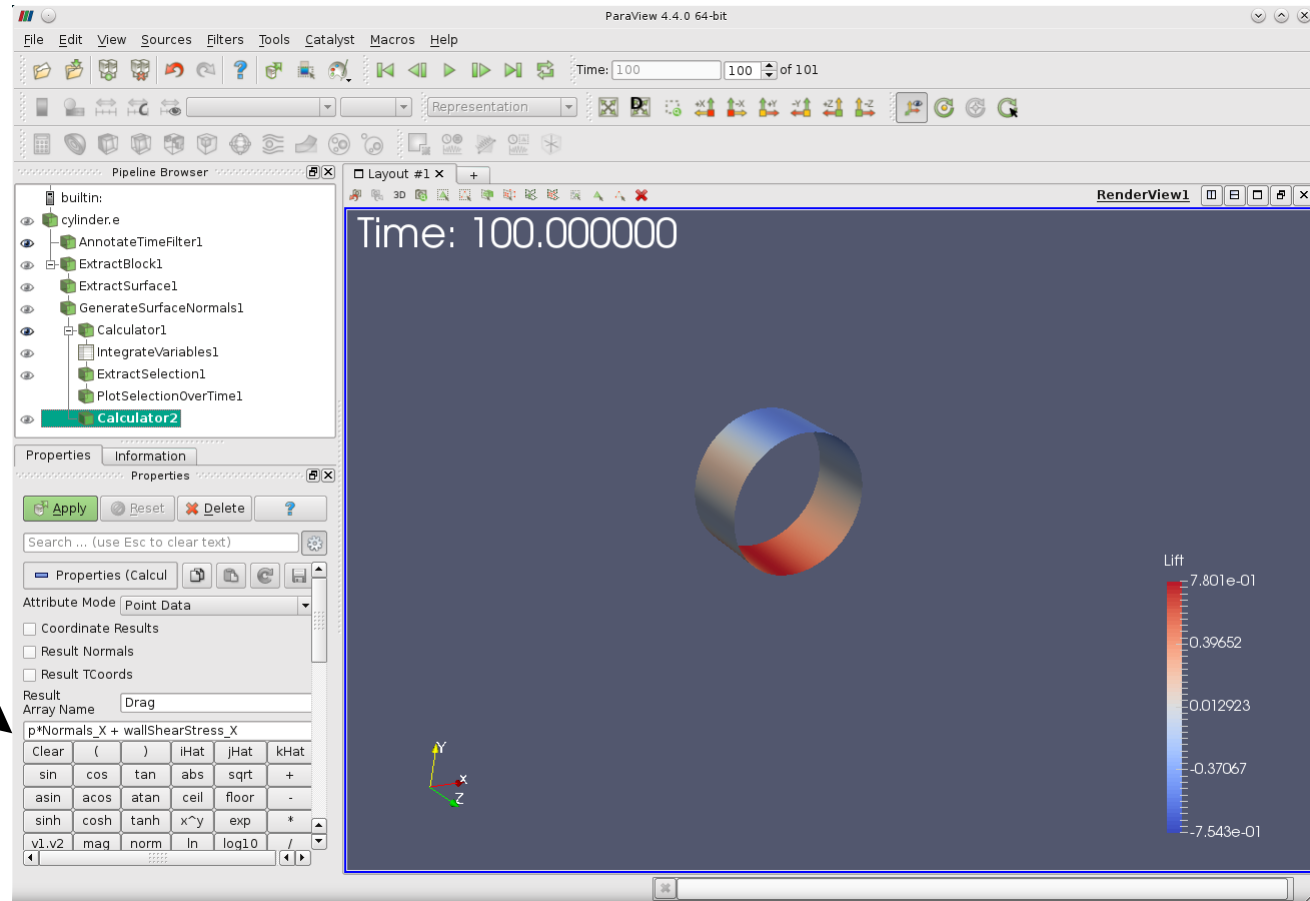 ParaView 4.4.0 64-bit
File Edit View Sources Filters Tools Catalyst Macros Help
Time: 100 100 of 101
Representation
Pipeline Browser
Layout #1
3D
RenderView1
builtin:
cylinder.e
AnnotateTimeFilter1
ExtractBlock1
ExtractSurface1
GenerateSurfaceNormals1
Calculator1
IntegrateVariables1
ExtractSelection1
PlotSelectionOverTime1
Calculator2
Properties Information
Properties
Apply Reset Delete ?
Search ... (use Esc to clear text)
Properties (Calcul
Attribute Mode Point Data
Coordinate Results
Result Normals
Result TCoords
Result
Array Name Drag
p*Normals_X + wallShearStress_X
Clear ( ) iHat jHat kHat
sin cos tan abs sqrt +
asin acos atan ceil floor -
sinh cosh tanh x^y exp *
v1.v2 mag norm ln log10 /
Time: 100.000000
Y
X
Z
Lift
7.801e-01
0.39652
0.012923
-0.37067
-7.543e-01